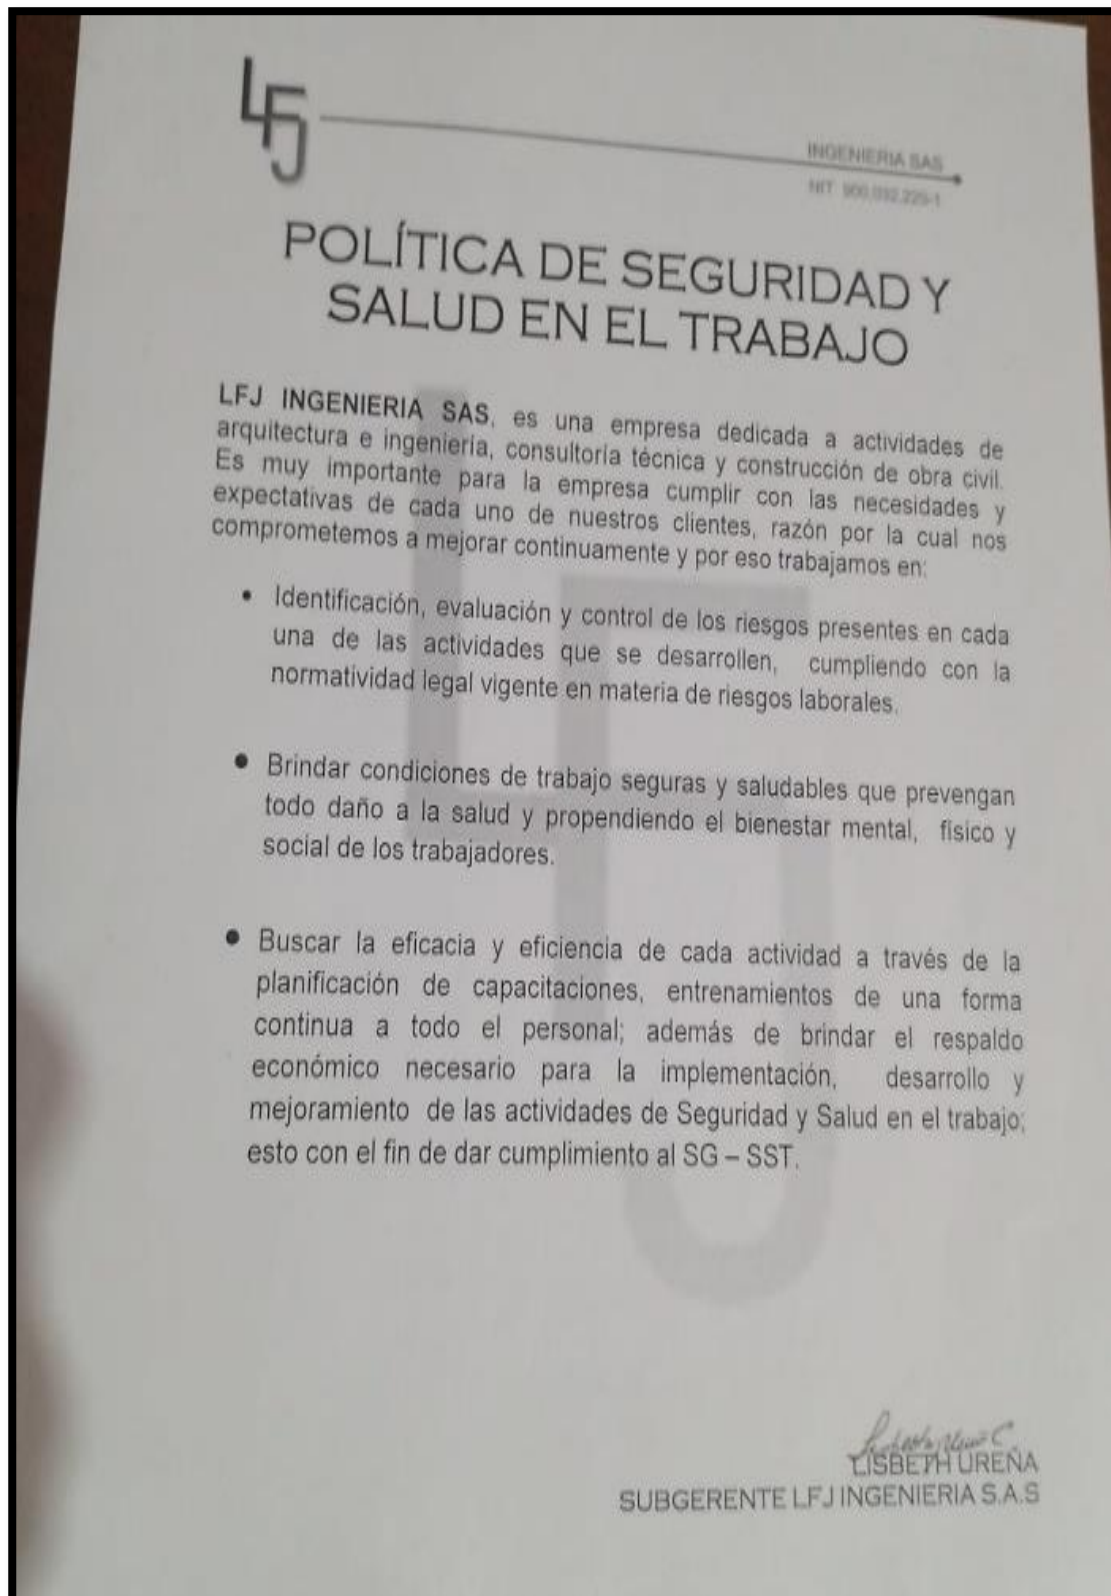 LFJ
INGENIERIA SAS
NIT
POLÍTICA DE SEGURIDAD Y
SALUD EN EL TRABAJO
LFJ INGENIERIA SAS, es una empresa dedicada a actividades de
arquitectura e ingeniería, consultoría técnica y construcción de obra civil.
Es muy importante para la empresa cumplir con las necesidades y
expectativas de cada uno de nuestros clientes, razón por la cual nos
comprometemos a mejorar continuamente y por eso trabajamos en:
• Identificación, evaluación y control de los riesgos presentes en cada
una de las actividades que se desarrollen, cumpliendo con la
normatividad legal vigente en materia de riesgos laborales.
• Brindar condiciones de trabajo seguras y saludables que prevengan
todo daño a la salud y propendiendo el bienestar mental, físico y
social de los trabajadores.
• Buscar la eficacia y eficiencia de cada actividad a través de la
planificación de capacitaciones, entrenamientos de una forma
continua a todo el personal; además de brindar el respaldo
económico necesario para la implementación, desarrollo y
mejoramiento de las actividades de Seguridad y Salud en el trabajo;
esto con el fin de dar cumplimiento al SG – SST.
LISBETH UREÑA
SUBGERENTE LFJ INGENIERIA S.A.S